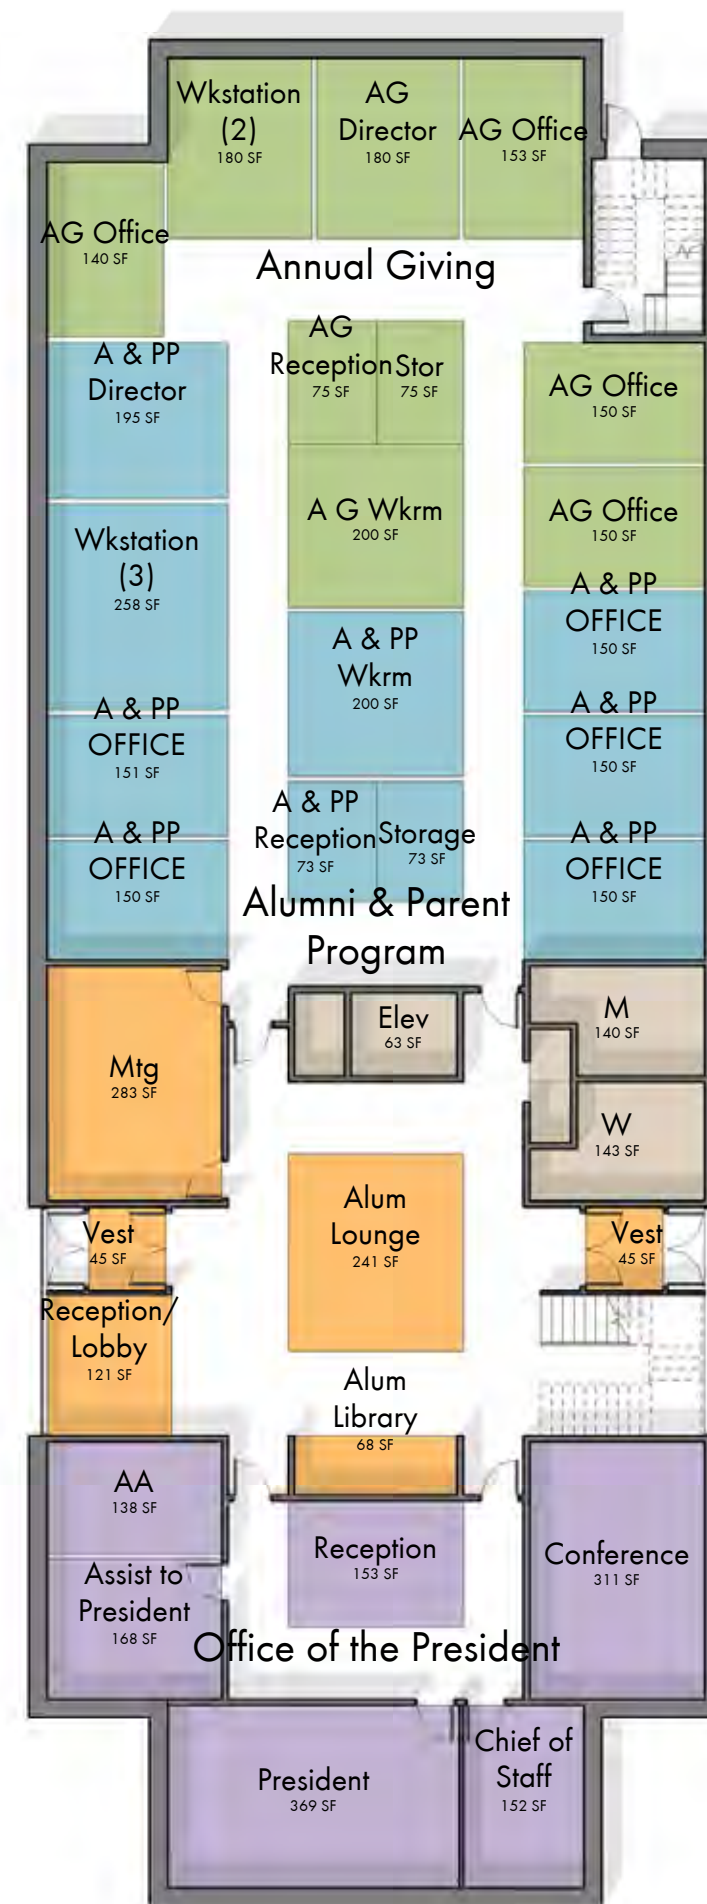 Wkstation
(2)
180 SF
AG
Director
180 SF
AG Office
153 SF
AG Office
140 SF
Annual Giving
A & PP
Director
195 SF
AG
Reception
75 SF
Stor
75 SF
AG Office
150 SF
A G Wkrm
200 SF
AG Office
150 SF
Wkstation
(3)
258 SF
A & PP
OFFICE
150 SF
A & PP
Wkrm
200 SF
A & PP
OFFICE
151 SF
A & PP
OFFICE
150 SF
A & PP
Reception
73 SF
Storage
73 SF
A & PP
OFFICE
150 SF
A & PP
OFFICE
150 SF
Alumni & Parent
Program
Elev
63 SF
M
140 SF
Mtg
283 SF
W
143 SF
Vest
45 SF
Alum
Lounge
241 SF
Vest
45 SF
Reception/
Lobby
121 SF
Alum
Library
68 SF
AA
138 SF
Reception
153 SF
Conference
311 SF
Assist to
President
168 SF
Office of the President
President
369 SF
Chief of
Staff
152 SF